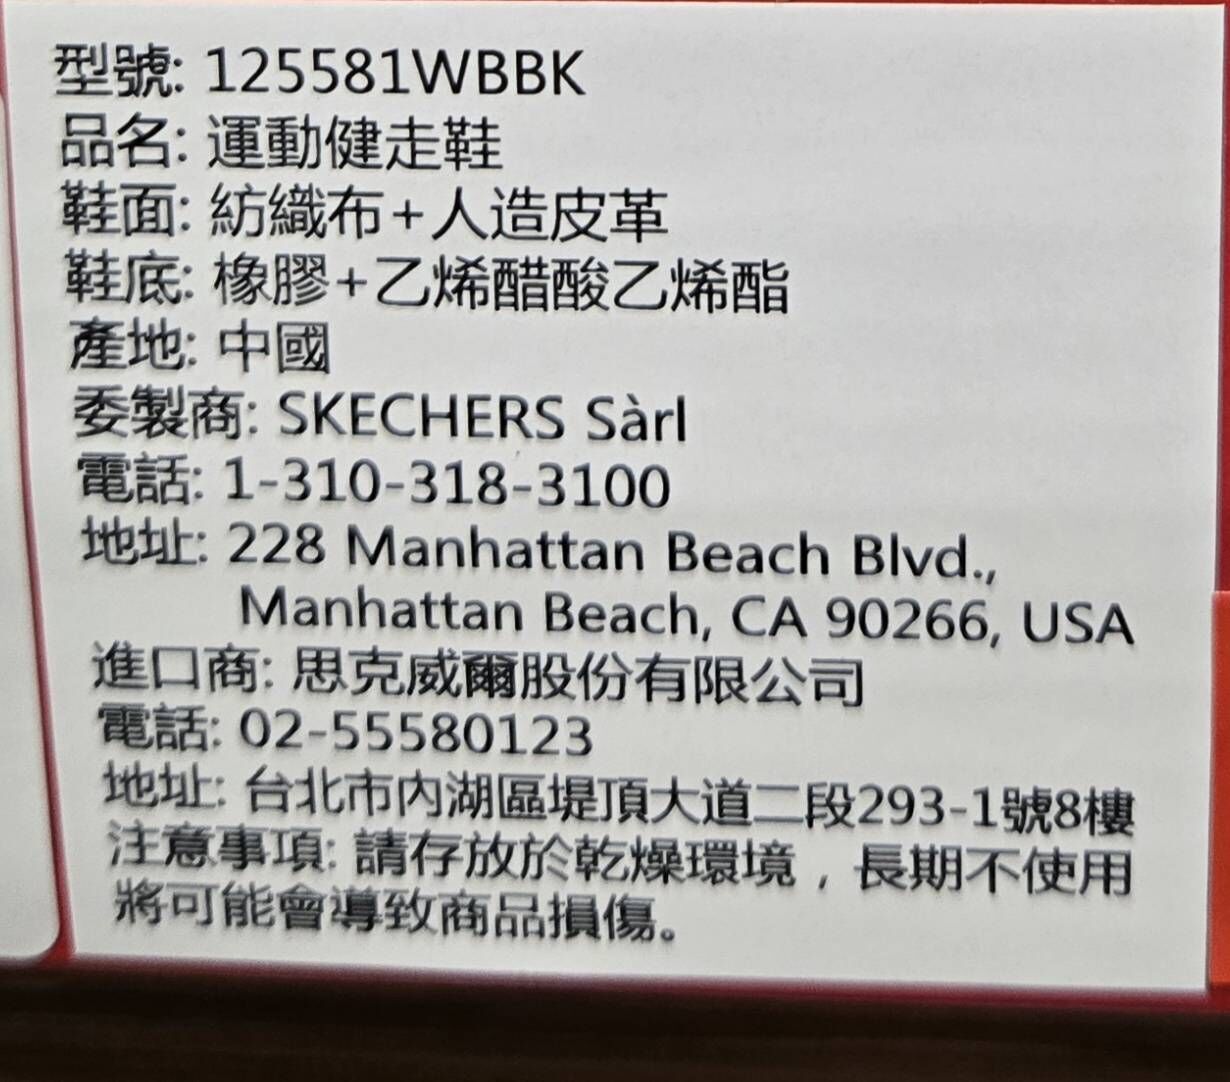 型號: 125581WBBK
品名: 運動健走鞋
鞋面: 紡織布+人造皮革
鞋底: 橡膠+乙烯醋酸乙烯酯
產地: 中國
委製商: SKECHERS Sàrl
電話: 1-310-318-3100
地址: 228 Manhattan Beach Blvd.,
Manhattan Beach, CA 90266, USA
進口商: 思克威爾股份有限公司
電話: 02-55580123
地址: 台北市內湖區堤頂大道二段293-1號8樓
注意事項: 請存放於乾燥環境，長期不使用
將可能會導致商品損傷。